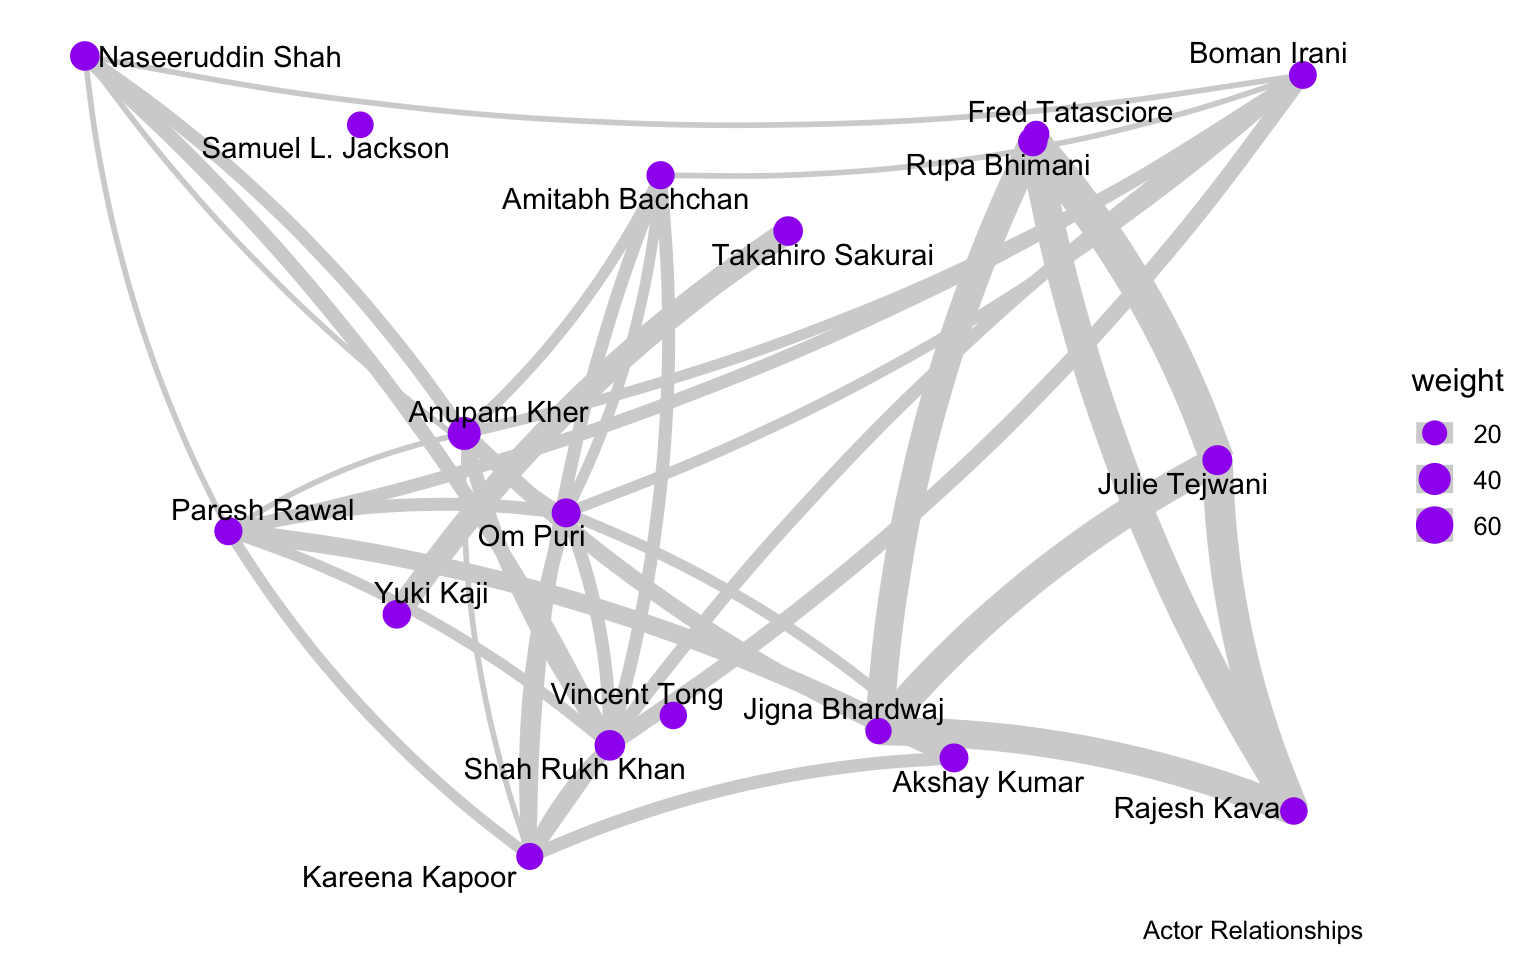 Naseeruddin Shah
Boman Irani
Fred Tatasciore
Samuel L. Jackson
Rupa Bhimani
Amitabh Bachchan
Takahiro Sakurai
weight
Anupam Kher
20
40
Julie Tejwani
Paresh Rawal
60
Om Puri
Yuki Kaji
Vincent Tong
Jigna Bhardwaj
Shah Rukh Khan
Akshay Kumar
Rajesh Kava
Kareena Kapoor
Actor Relationships